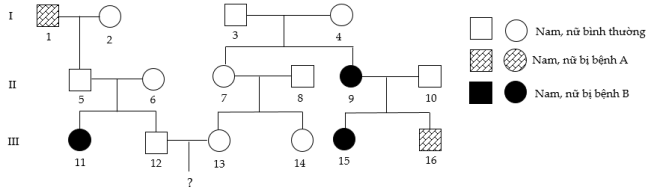 I
1
2
3
4
Nam, nữ bình thường
Nam, nữ bị bệnh A
Nam, nữ bị bệnh B
II
5
6
7
8
9
10
III
11
12
?
13
14
15
16